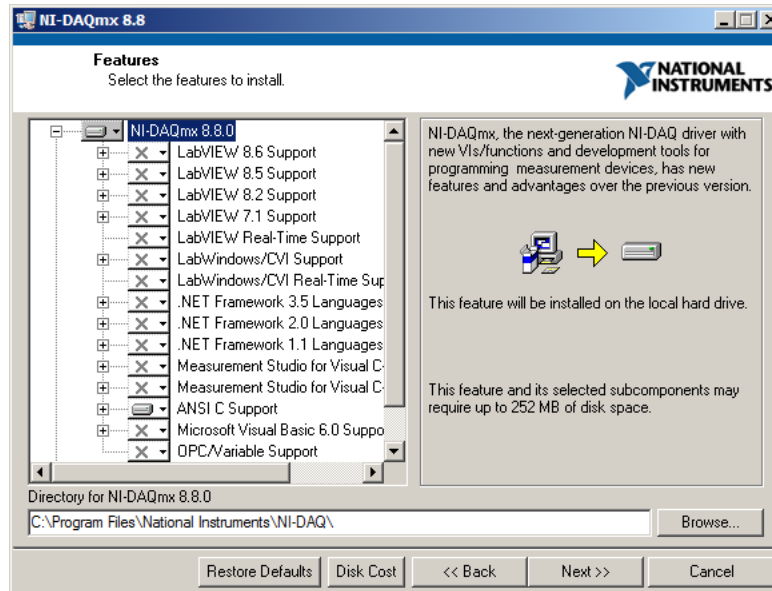 NI-DAQmx 8.8
Features
Select the features to install.
NATIONAL
INSTRUMENTS
NI-DAQmx 8.8.0
LabVIEW 8.6 Support
LabVIEW 8.5 Support
LabVIEW 8.2 Support
LabVIEW 7.1 Support
LabVIEW Real-Time Support
LabWindows/CVI Support
LabWindows/CVI Real-Time Sup
.NET Framework 3.5 Languages
.NET Framework 2.0 Languages
.NET Framework 1.1 Languages
Measurement Studio for Visual C
Measurement Studio for Visual C
ANSI C Support
Microsoft Visual Basic 6.0 Suppo
OPC/Variable Support
NI-DAQmx, the next-generation NI-DAQ driver with
new VIs/functions and development tools for
programming measurement devices, has new
features and advantages over the previous version.
This feature will be installed on the local hard drive.
This feature and its selected subcomponents may
require up to 252 MB of disk space.
Directory for NI-DAQmx 8.8.0
C:\Program Files\National Instruments\NI-DAQ\
Browse...
Restore Defaults
Disk Cost
<< Back
Next >>
Cancel